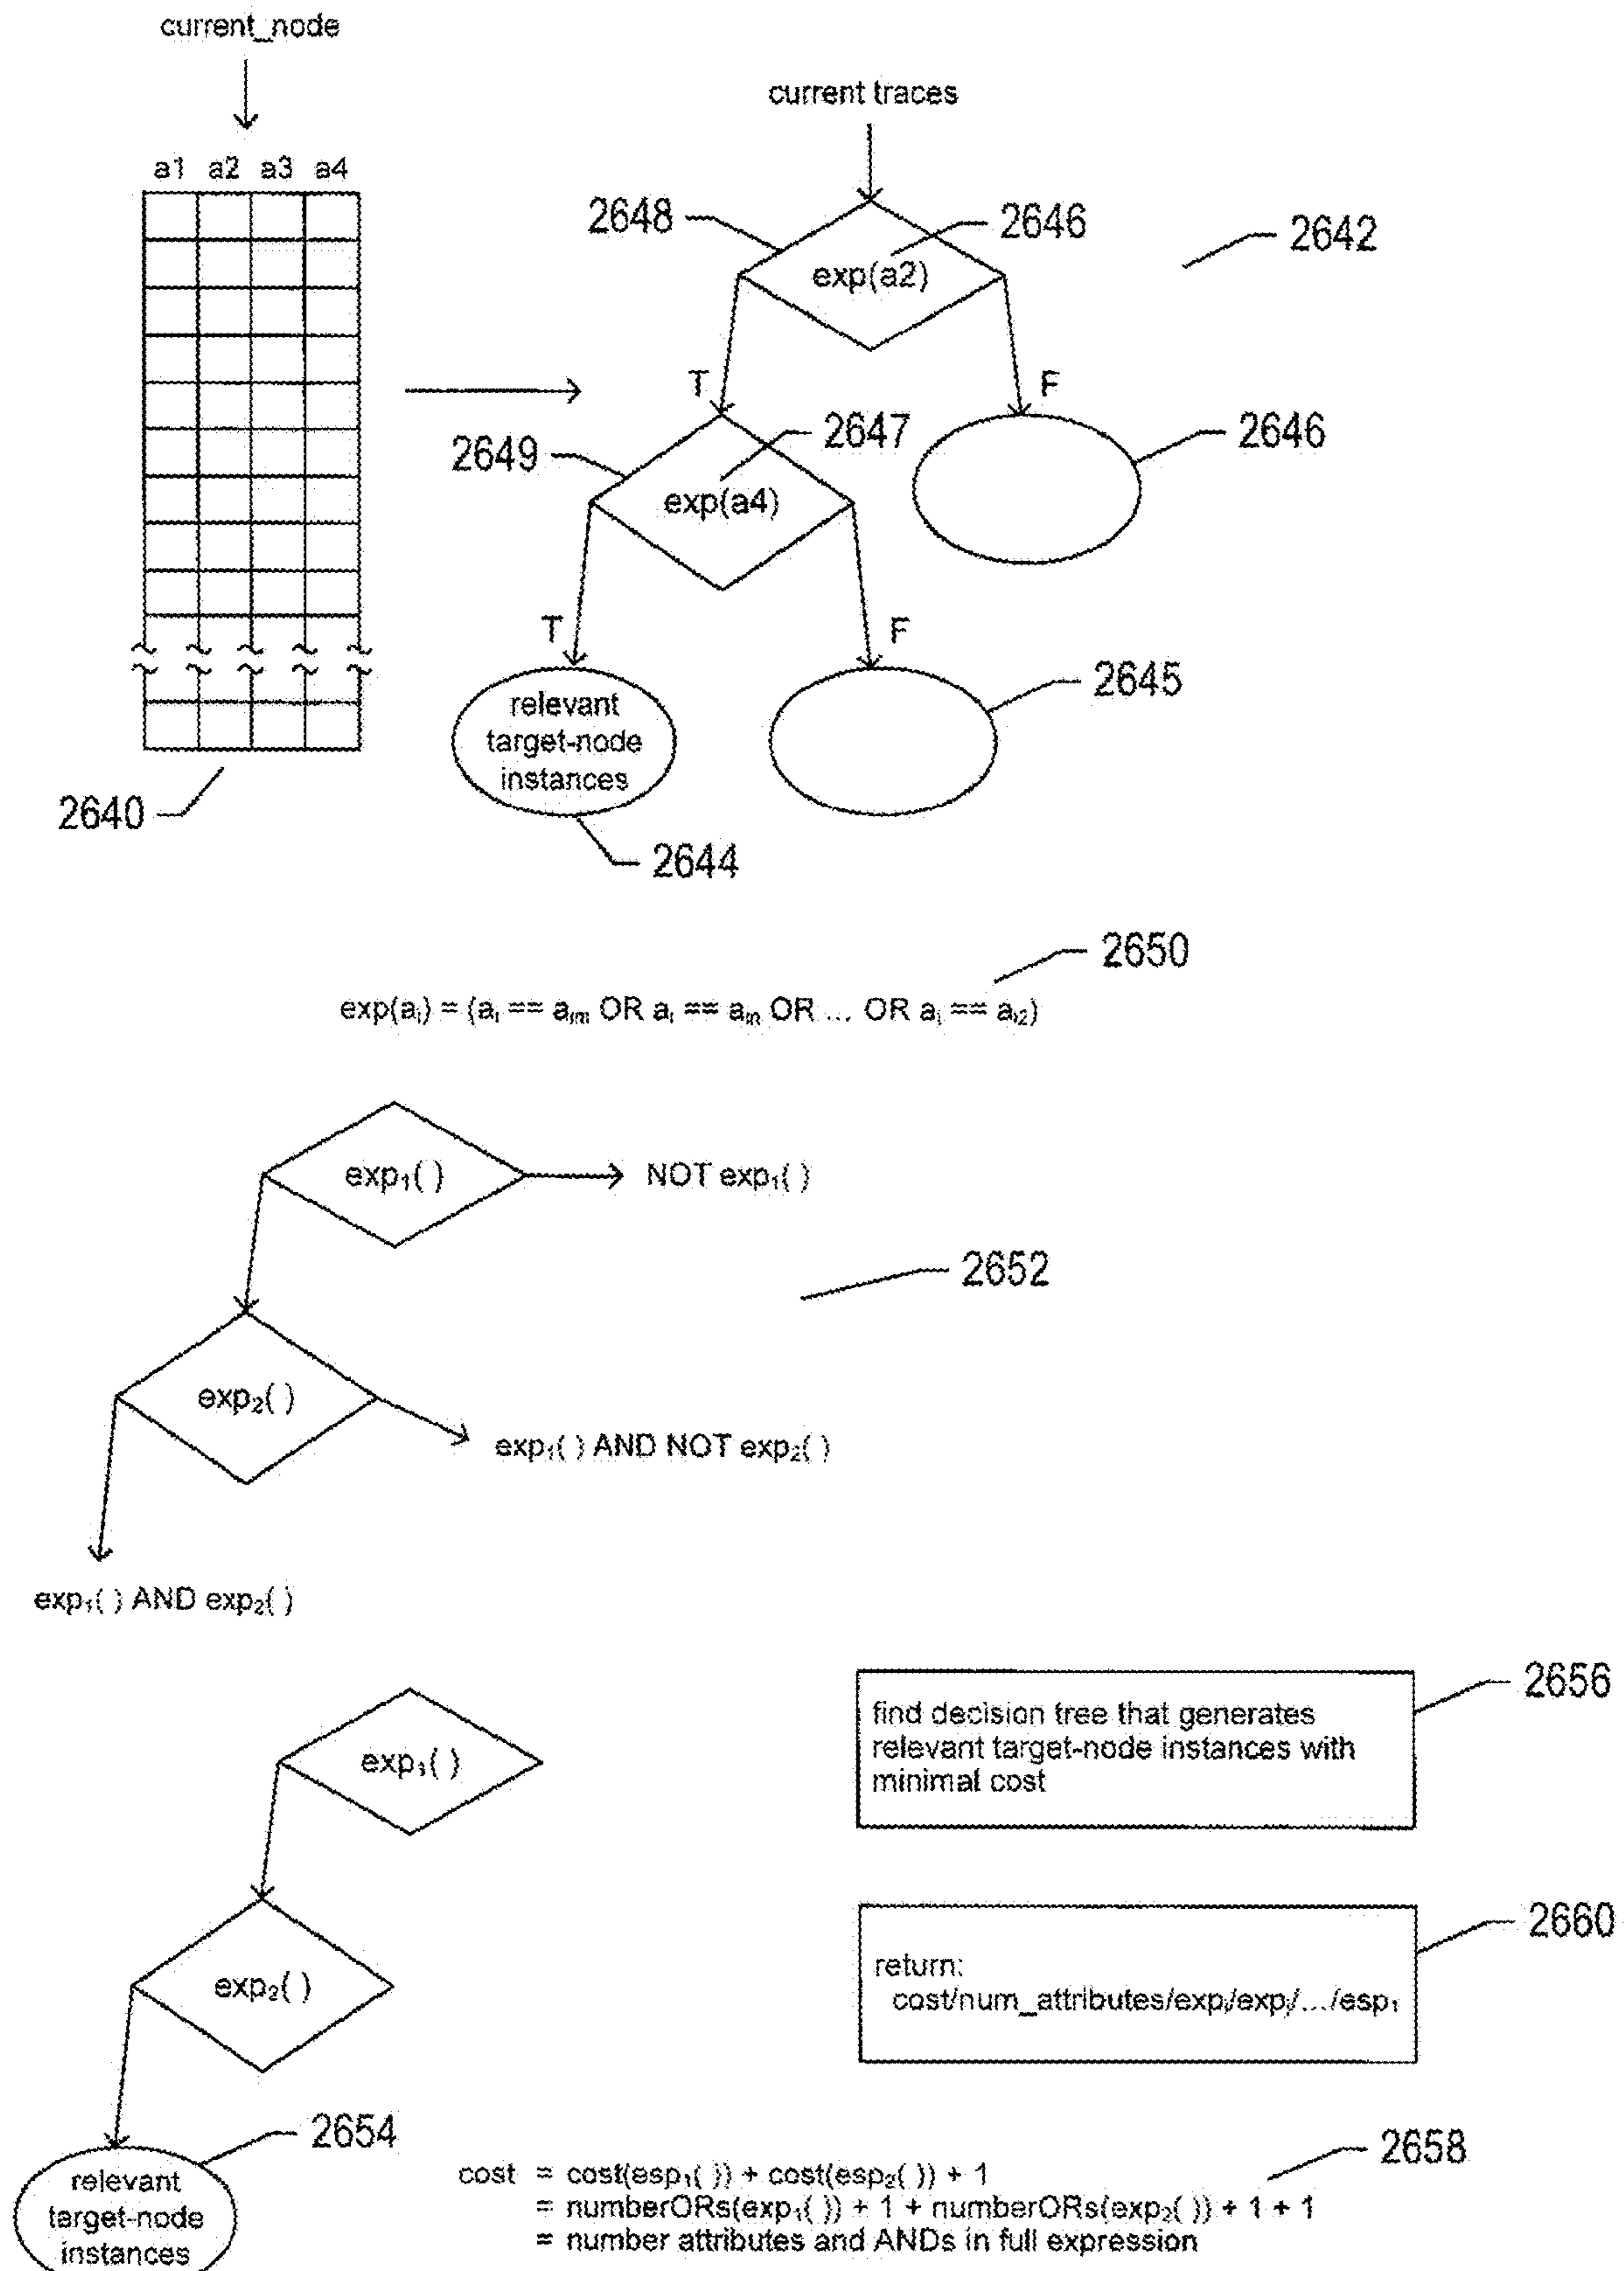 current_node
current traces
a1 a2 a3 a4
2648
2646
2642
exp(a2)
T
F
2649
2647
2646
exp(a4)
T
F
2645
relevant
target-node
instances
2640
2644
2650
exp(aᵢ) = (aᵢ == aᵢₘ OR aᵢ == aᵢₙ OR ... OR aᵢ == aᵢ₂)
exp₁( )
NOT exp₁( )
2652
exp₂( )
exp₁( ) AND NOT exp₂( )
exp₁( ) AND exp₂( )
2656
find decision tree that generates
relevant target-node instances with
minimal cost
exp₁( )
2660
return:
cost/num_attributes/expᵢ/expⱼ/.../esp₁
exp₂( )
2654
2658
relevant
target-node
instances
cost = cost(esp₁( )) + cost(esp₂( )) + 1
= numberORs(exp₁( )) + 1 + numberORs(exp₂( )) + 1 + 1
= number attributes and ANDs in full expression